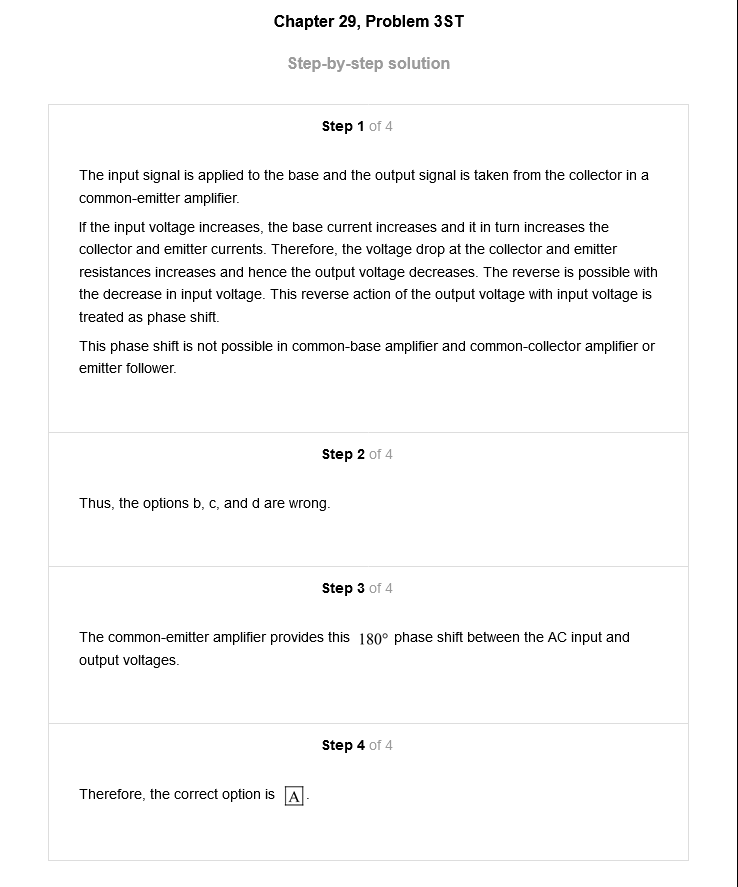 Chapter 29, Problem 3ST
Step-by-step solution
Step 1 of 4
The input signal is applied to the base and the output signal is taken from the collector in a
common-emitter amplifier.
If the input voltage increases, the base current increases and it in turn increases the
collector and emitter currents. Therefore, the voltage drop at the collector and emitter
resistances increases and hence the output voltage decreases. The reverse is possible with
the decrease in input voltage. This reverse action of the output voltage with input voltage is
treated as phase shift.
This phase shift is not possible in common-base amplifier and common-collector amplifier or
emitter follower.
Step 2 of 4
Thus, the options b, c, and d are wrong.
Step 3 of 4
The common-emitter amplifier provides this 180° phase shift between the AC input and
output voltages.
Step 4 of 4
Therefore, the correct option is A.